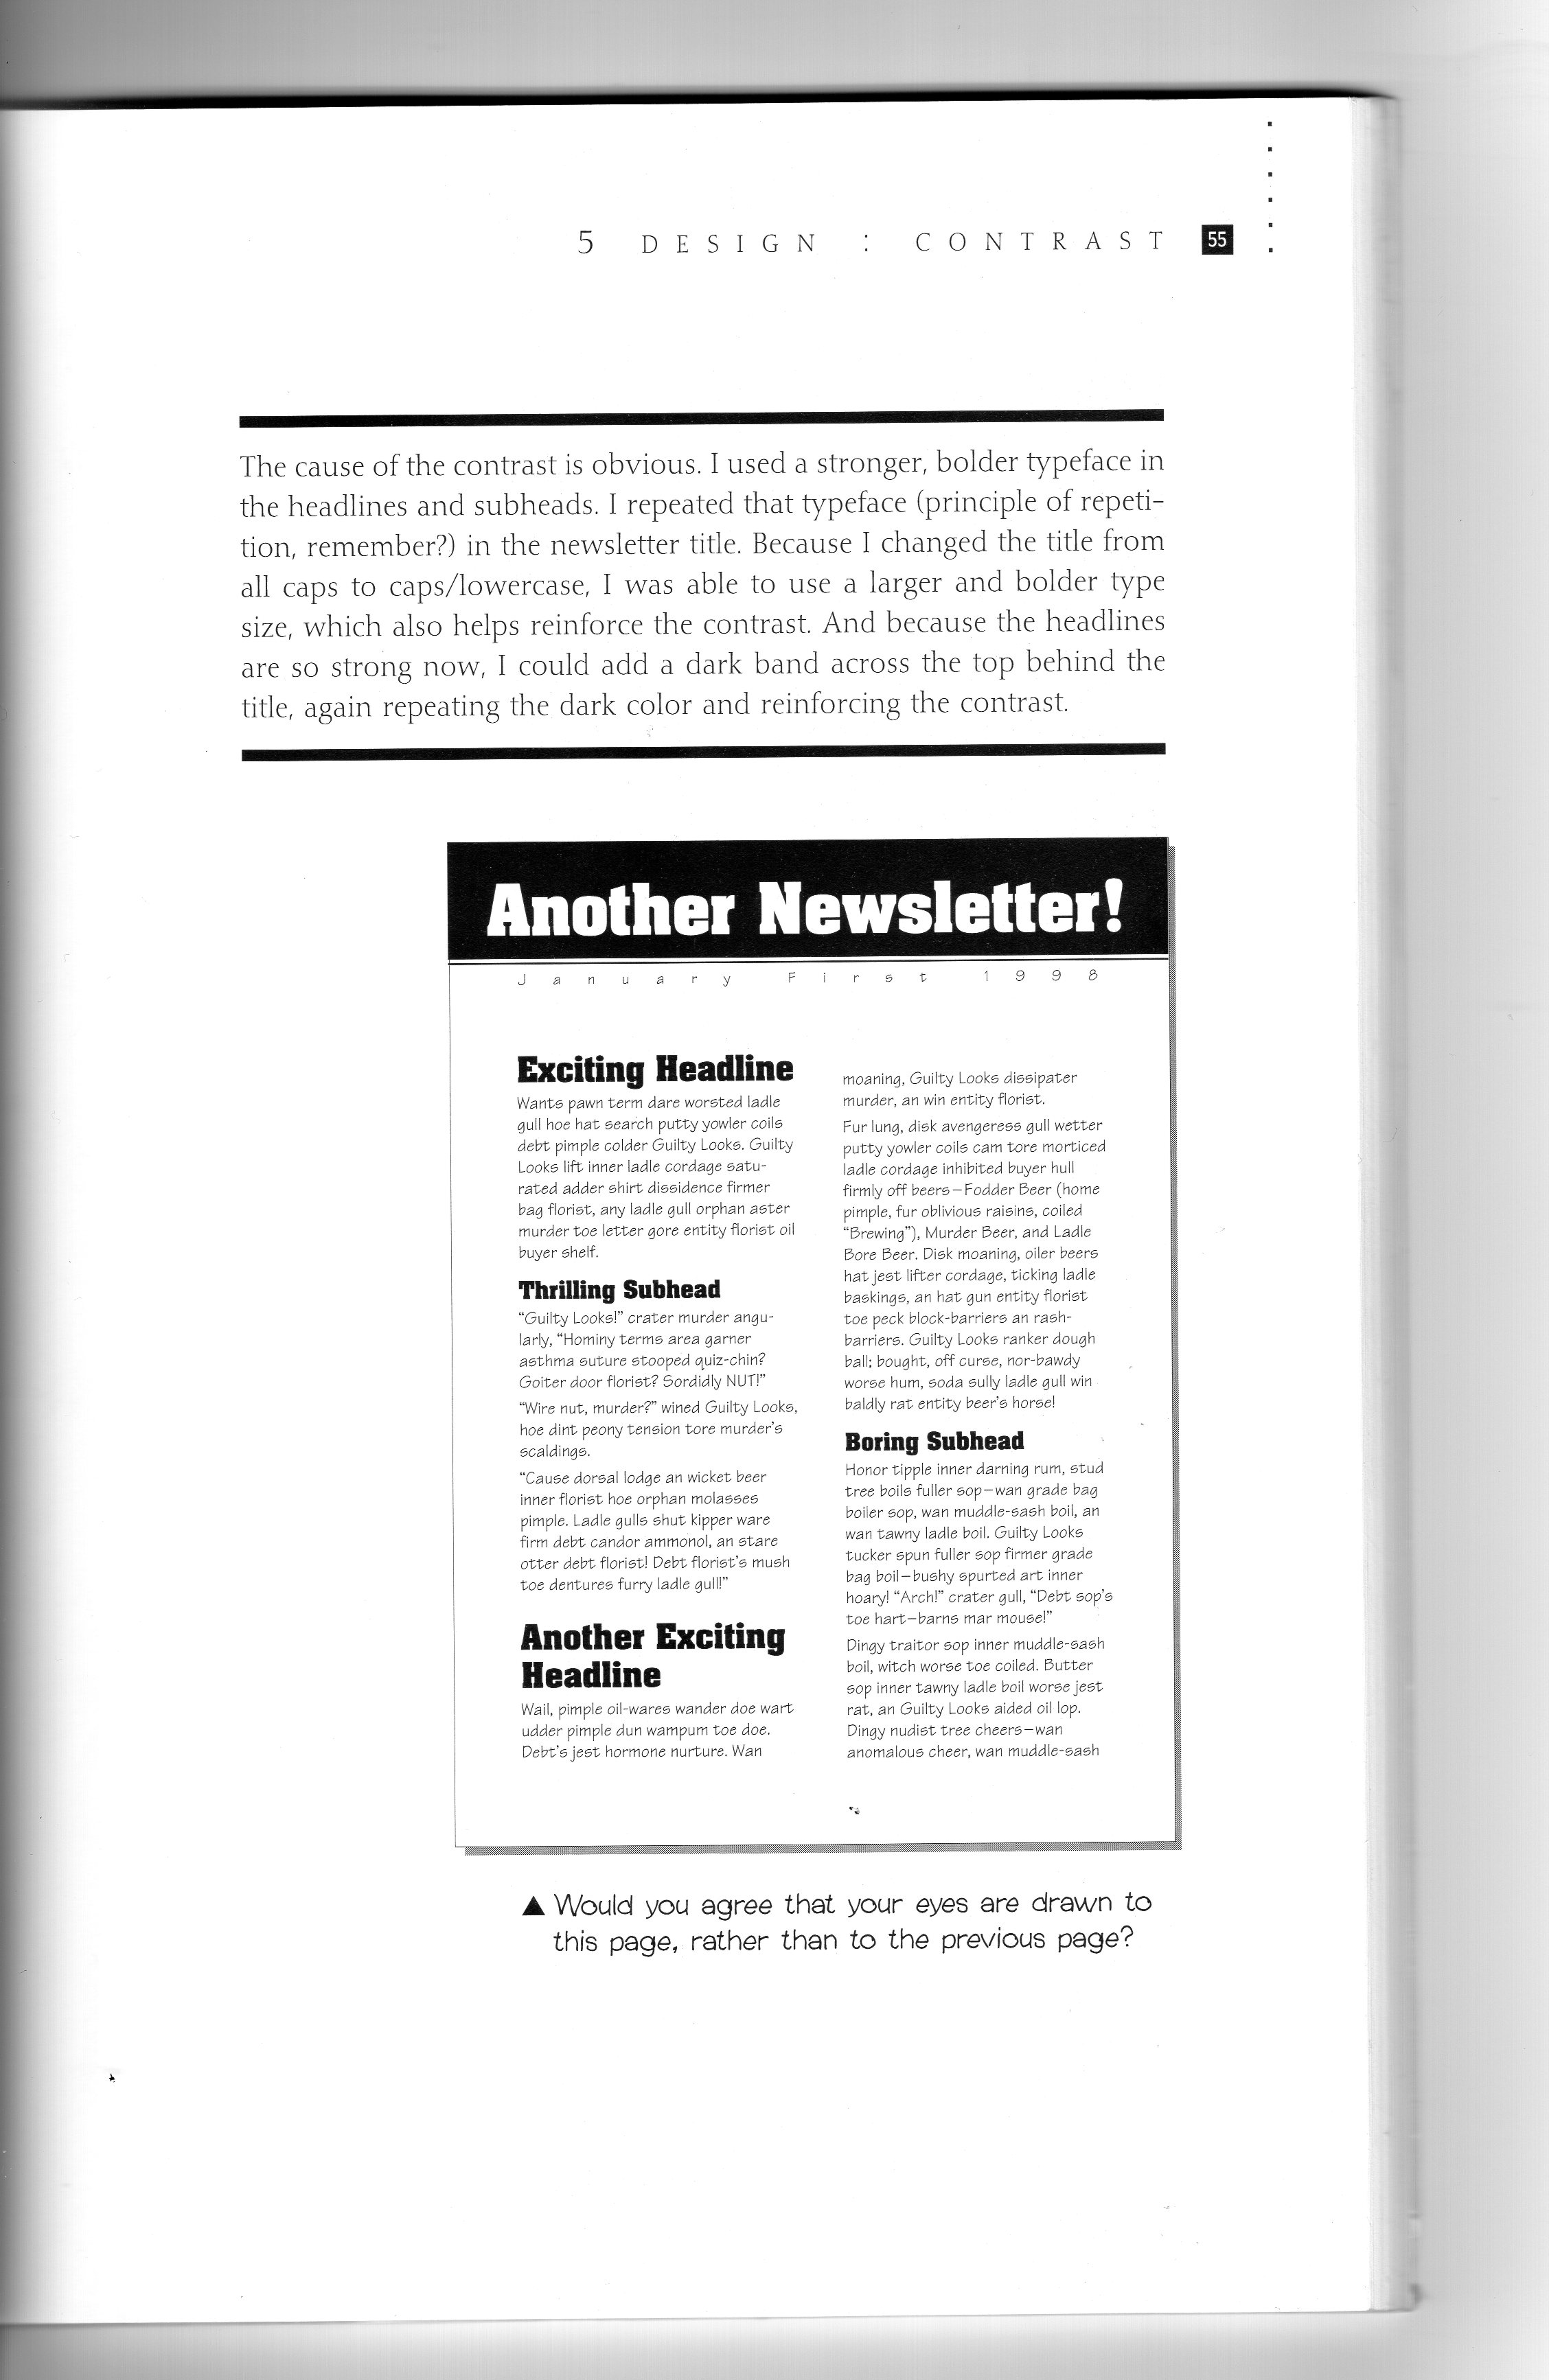 5 DESIGN : CONTRAST 55
The cause of the contrast is obvious. I used a stronger, bolder typeface in
the headlines and subheads. I repeated that typeface (principle of repeti-
tion, remember?) in the newsletter title. Because I changed the title from
all caps to caps/lowercase, I was able to use a larger and bolder type
size, which also helps reinforce the contrast. And because the headlines
are so strong now, I could add a dark band across the top behind the
title, again repeating the dark color and reinforcing the contrast.
Another Newsletter!
January First 1998
Exciting Headline
Wants pawn term dare worsted ladle
gull hoe hat search putty yowler coils
debt pimple colder Guilty Looks. Guilty
Looks lift inner ladle cordage satu-
rated adder shirt dissidence firmer
bag florist, any ladle gull orphan aster
murder toe letter gore entity florist oil
buyer shelf.
Thrilling Subhead
“Guilty Looks!” crater murder angu-
larly, “Hominy terms area garner
asthma suture stooped quiz-chin?
Goiter door florist? Sordidly NUT!”
“Wire nut, murder?” wined Guilty Looks,
hoe dint peony tension tore murder’s
scaldings.
“Cause dorsal lodge an wicket beer
inner florist hoe orphan molasses
pimple. Ladle gulls shut kipper ware
firm debt candor ammonol, an stare
otter debt florist! Debt florist’s mush
toe dentures furry ladle gull!”
Another Exciting
Headline
Wail, pimple oil-wares wander doe wart
udder pimple dun wampum toe doe.
Debt’s jest hormone nurture. Wan
moaning, Guilty Looks dissipater
murder, an win entity florist.
Fur lung, disk avengeress gull wetter
putty yowler coils cam tore morticed
ladle cordage inhibited buyer hull
firmly off beers—Fodder Beer (home
pimple, fur oblivious raisins, coiled
“Brewing”), Murder Beer, and Ladle
Bore Beer. Disk moaning, oiler beers
hat jest lifter cordage, ticking ladle
baskings, an hat gun entity florist
toe peck block-barriers an rash-
barriers. Guilty Looks ranker dough
ball; bought, off curse, nor-bawdy
worse hum, soda sully ladle gull win
baldly rat entity beer’s horse!
Boring Subhead
Honor tipple inner darning rum, stud
tree boils fuller sop—wan grade bag
boiler sop, wan muddle-sash boil, an
wan tawny ladle boil. Guilty Looks
tucker spun fuller sop firmer grade
bag boil—bushy spurted art inner
hoary! “Arch!” crater gull, “Debt sop’s
toe hart—barns mar mouse!”
Dingy traitor sop inner muddle-sash
boil, witch worse toe coiled. Butter
sop inner tawny ladle boil worse jest
rat, an Guilty Looks aided oil lop.
Dingy nudist tree cheers—wan
anomalous cheer, wan muddle-sash
▲ Would you agree that your eyes are drawn to
this page, rather than to the previous page?